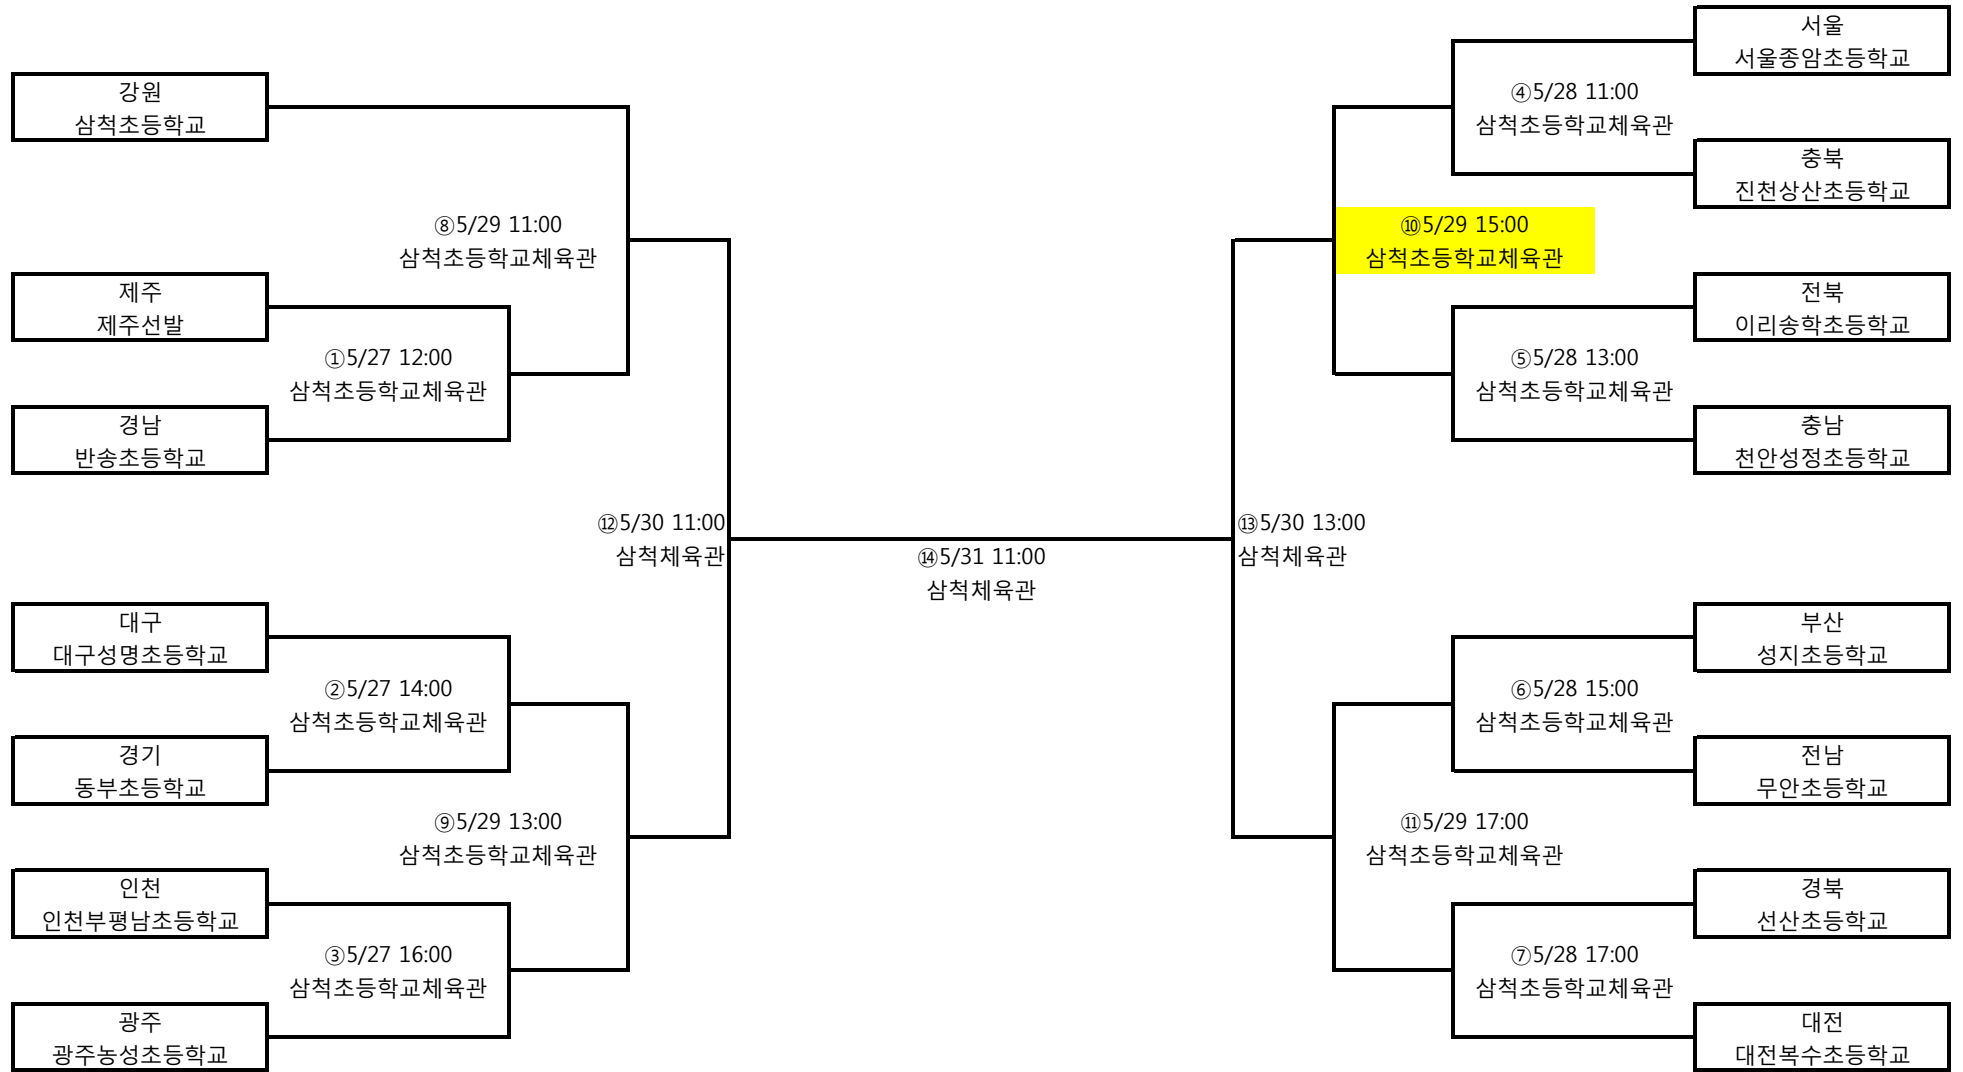 강원
삼척초등학교
⑧5/29 11:00
삼척초등학교체육관
제주
제주선발
①5/27 12:00
삼척초등학교체육관
경남
반송초등학교
⑫5/30 11:00
삼척체육관
대구
대구성명초등학교
②5/27 14:00
삼척초등학교체육관
경기
동부초등학교
⑨5/29 13:00
삼척초등학교체육관
인천
인천부평남초등학교
③5/27 16:00
삼척초등학교체육관
광주
광주농성초등학교
⑭5/31 11:00
삼척체육관
서울
서울종암초등학교
④5/28 11:00
삼척초등학교체육관
충북
진천상산초등학교
⑩5/29 15:00
삼척초등학교체육관
전북
이리송학초등학교
⑤5/28 13:00
삼척초등학교체육관
충남
천안성정초등학교
⑬5/30 13:00
삼척체육관
부산
성지초등학교
⑥5/28 15:00
삼척초등학교체육관
전남
무안초등학교
⑪5/29 17:00
삼척초등학교체육관
경북
선산초등학교
⑦5/28 17:00
삼척초등학교체육관
대전
대전복수초등학교